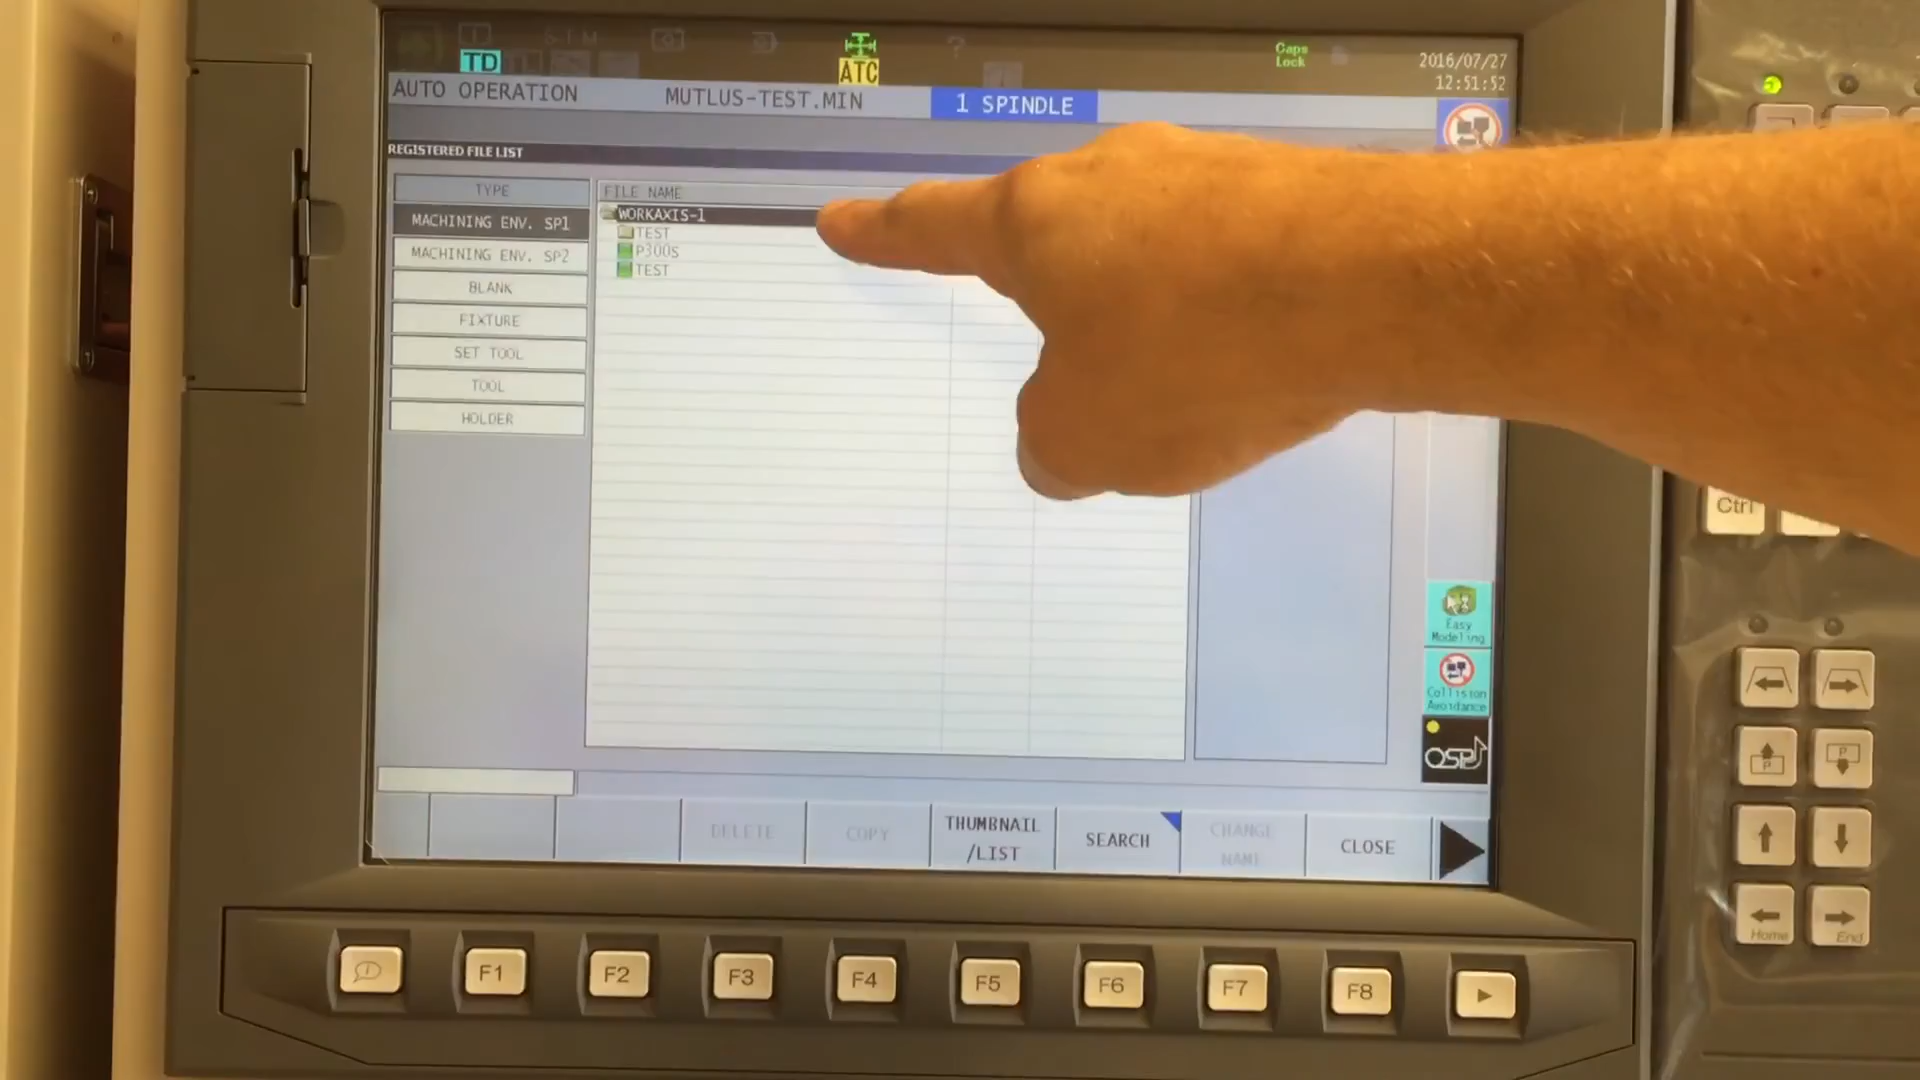 Caps
Lock
2016/07/27
12:51:52
TD
ATC
AUTO OPERATION
MUTLUS-TEST.MIN
1 SPINDLE
REGISTERED FILE LIST
TYPE
FILE NAME
MACHINING ENV. SP1
WORKAXIS-1
TEST
MACHINING ENV. SP2
P300S
TEST
BLANK
FIXTURE
SET TOOL
TOOL
HOLDER
Ctrl
Easy
Modeling
Collision
Avoidance
OSP
DELETE
COPY
THUMBNAIL
/LIST
SEARCH
CHANGE
NAME
CLOSE
P
P
Home
End
F1
F2
F3
F4
F5
F6
F7
F8